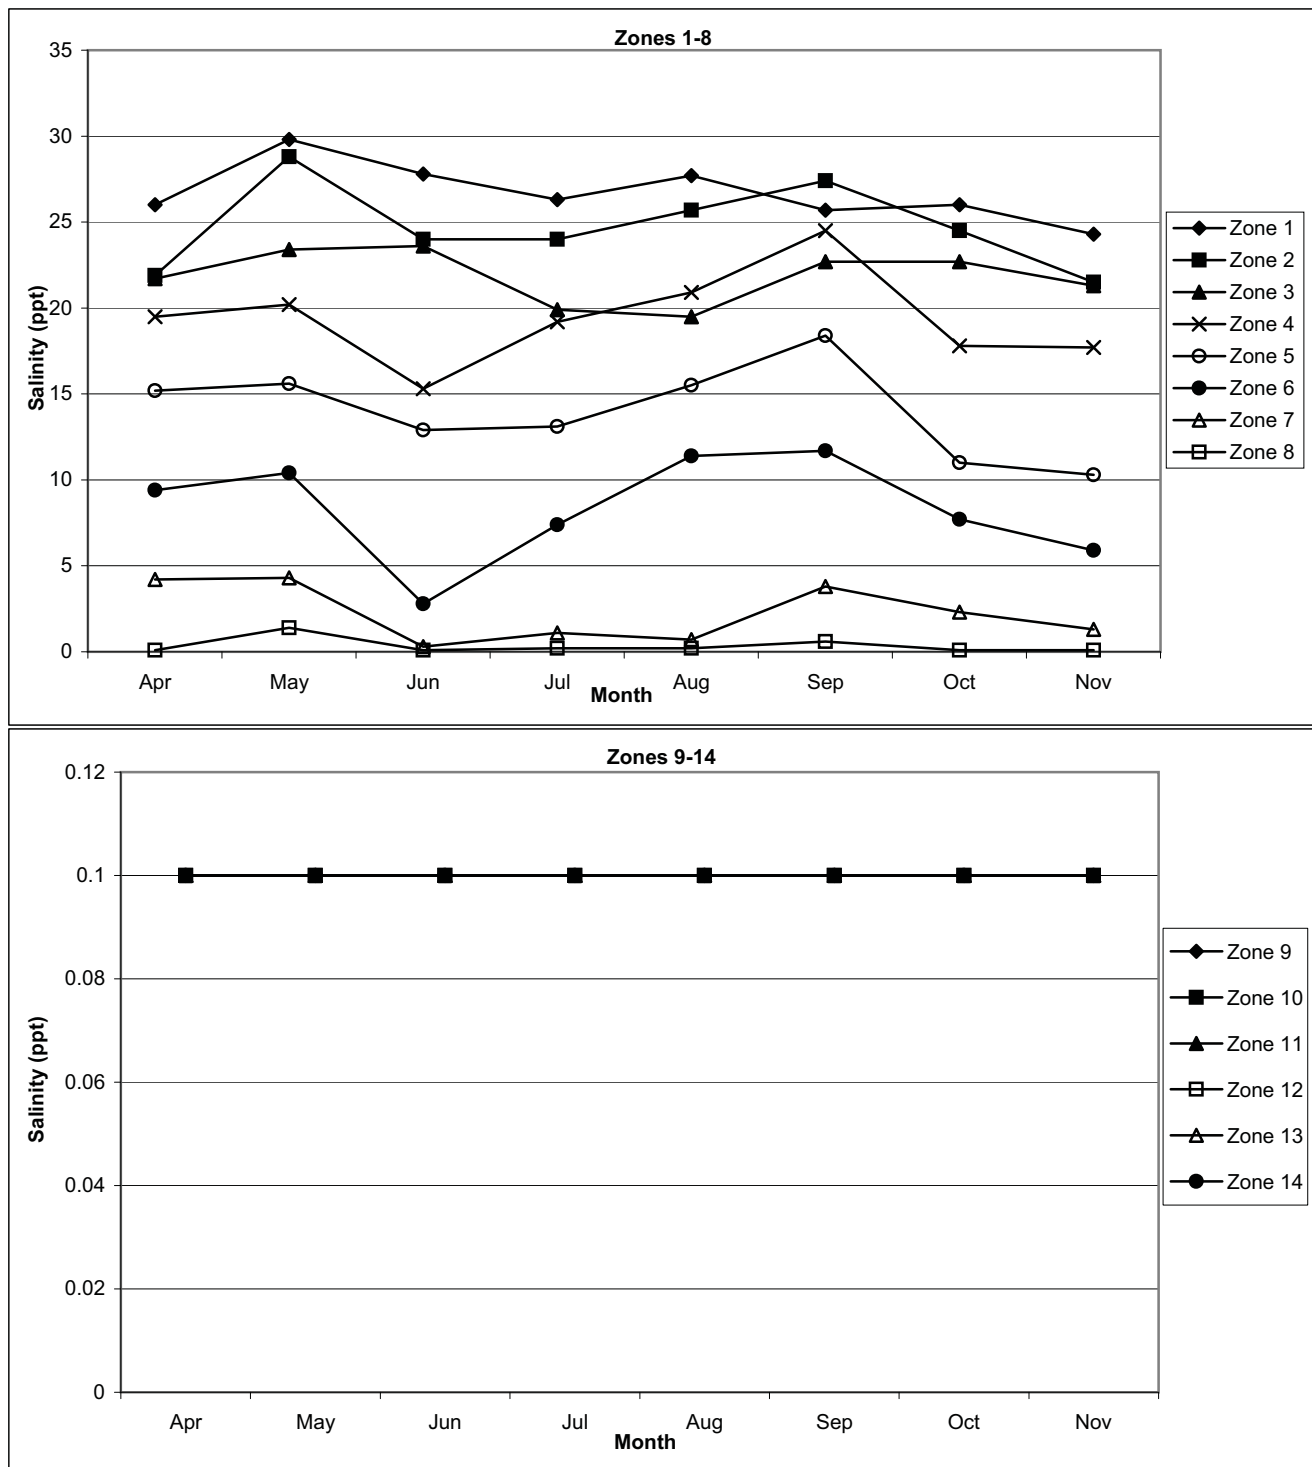 Zones 1-8
35
30
25
20
15
10
5
0
Salinity (ppt)
Apr May Jun Jul Aug Sep Oct Nov
Month
Zone 1
Zone 2
Zone 3
Zone 4
Zone 5
Zone 6
Zone 7
Zone 8
Zones 9-14
0.12
0.1
0.08
0.06
0.04
0.02
0
Salinity (ppt)
Apr May Jun Jul Aug Sep Oct Nov
Month
Zone 9
Zone 10
Zone 11
Zone 12
Zone 13
Zone 14